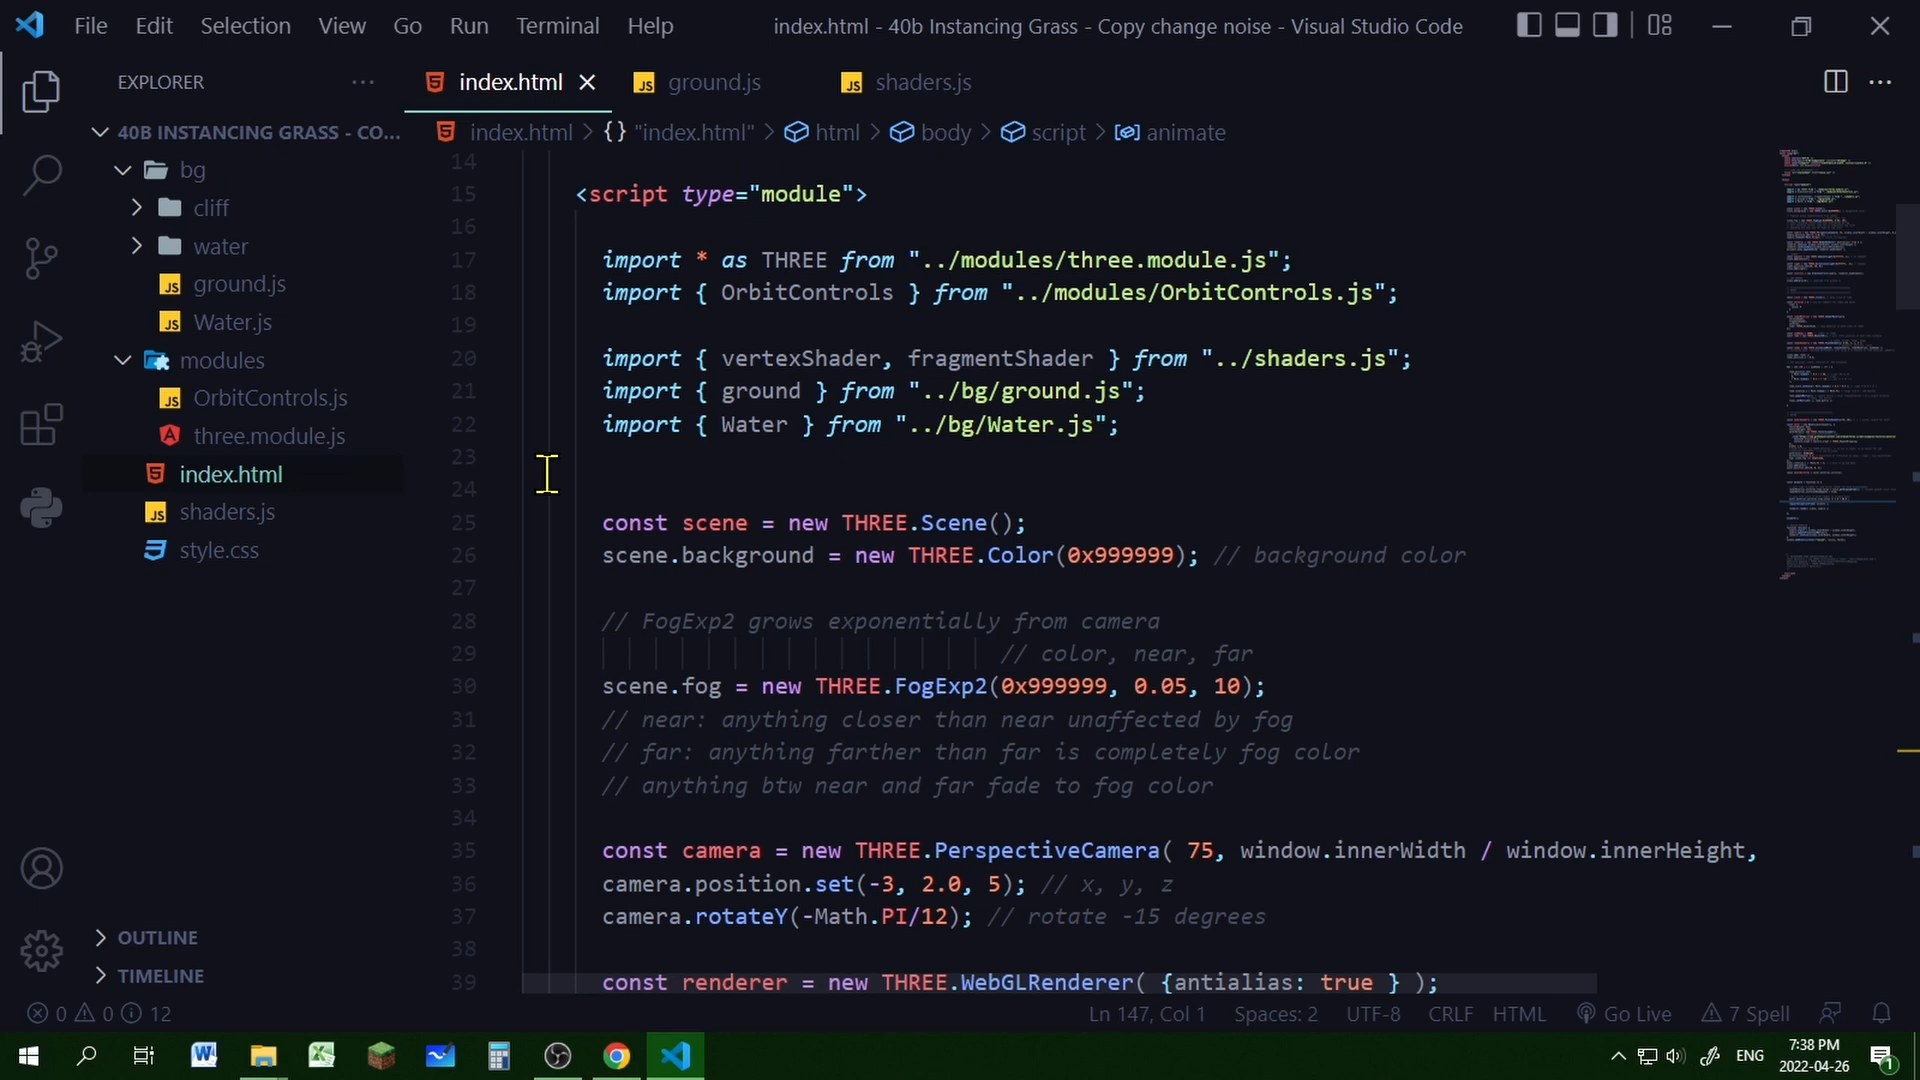 File Edit Selection View Go Run Terminal Help index.html - 40b Instancing Grass - Copy change noise - Visual Studio Code
EXPLORER ...
index.html ground.js shaders.js
40B INSTANCING GRASS - CO...
index.html > {} "index.html" > html > body > script > animate
bg
cliff
water
ground.js
Water.js
modules
OrbitControls.js
three.module.js
index.html
shaders.js
style.css
OUTLINE
TIMELINE
14
15 <script type="module">
16
17 import * as THREE from "../modules/three.module.js";
18 import { OrbitControls } from "../modules/OrbitControls.js";
19
20 import { vertexShader, fragmentShader } from "../shaders.js";
21 import { ground } from "../bg/ground.js";
22 import { Water } from "../bg/Water.js";
23
24
25 const scene = new THREE.Scene();
26 scene.background = new THREE.Color(0x999999); // background color
27
28 // FogExp2 grows exponentially from camera
29 // color, near, far
30 scene.fog = new THREE.FogExp2(0x999999, 0.05, 10);
31 // near: anything closer than near unaffected by fog
32 // far: anything farther than far is completely fog color
33 // anything btw near and far fade to fog color
34
35 const camera = new THREE.PerspectiveCamera( 75, window.innerWidth / window.innerHeight,
36 camera.position.set(-3, 2.0, 5); // x, y, z
37 camera.rotateY(-Math.PI/12); // rotate -15 degrees
38
39 const renderer = new THREE.WebGLRenderer( {antialias: true } );
0 0 12 Ln 147, Col 1 Spaces: 2 UTF-8 CRLF HTML Go Live 7 Spell
ENG 7:38 PM
2022-04-26
1